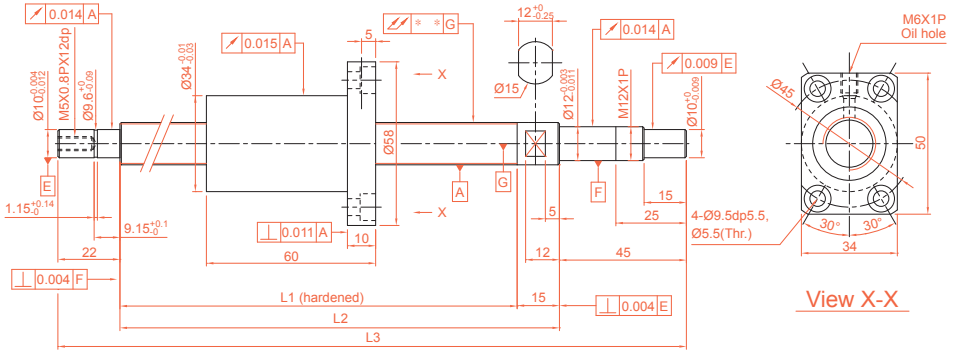 0.014 A
0.015 A
5
* * G
12 +0 -0.25
0.014 A
M6X1P
Oil hole
0.009 E
Ø10 -0.004 -0.012
M5X0.8PX12dp
Ø9.6 +0 -0.09
Ø34 -0.01 -0.03
X
Ø15
Ø58
Ø12 -0.003 -0.011
M12X1P
Ø10 +0 -0.009
Ø45
50
E
A
G
F
X
1.15 +0.14 -0
9.15 +0.1 -0
0.011 A
10
5
15
25
4-Ø9.5dp5.5,
Ø5.5(Thr.)
30°
30°
22
60
12
45
34
0.004 F
L1 (hardened)
15
0.004 E
L2
L3
View X-X